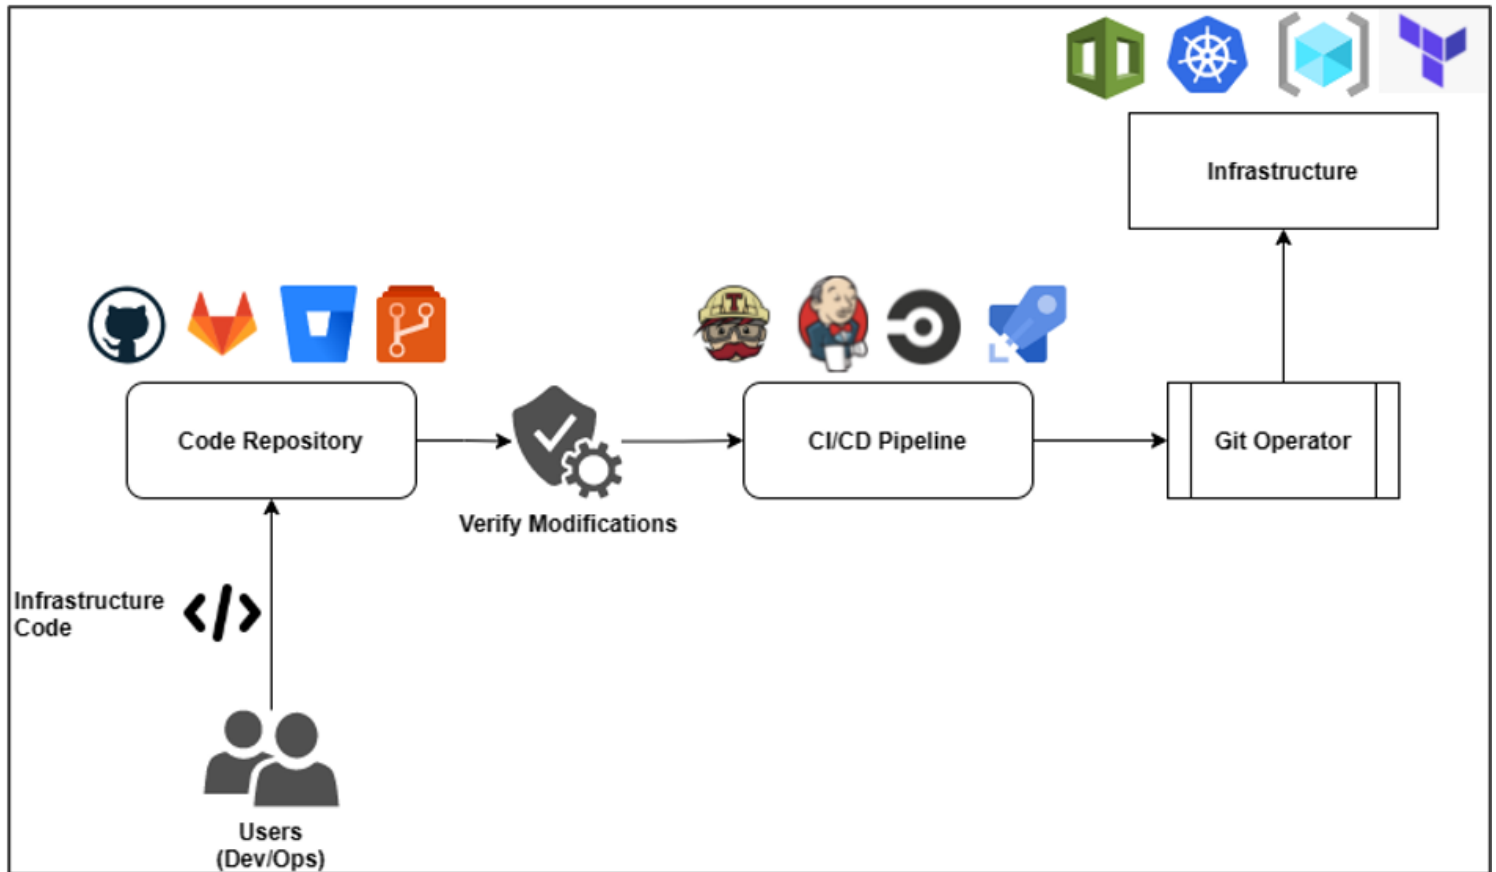 Infrastructure
Code Repository
CI/CD Pipeline
Git Operator
Verify Modifications
Infrastructure
Code
Users
(Dev/Ops)
T